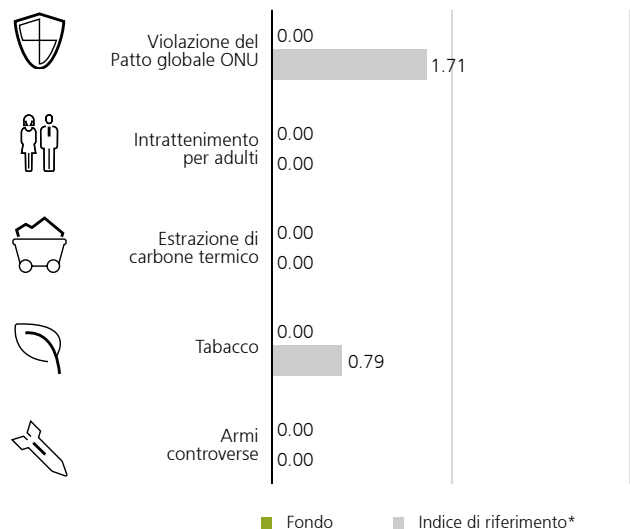 Violazione del
Patto globale ONU
0.00
1.71
Intrattenimento
per adulti
0.00
0.00
Estrazione di
carbone termico
0.00
0.00
Tabacco
0.00
0.79
Armi
controverse
0.00
0.00
Fondo
Indice di riferimento*